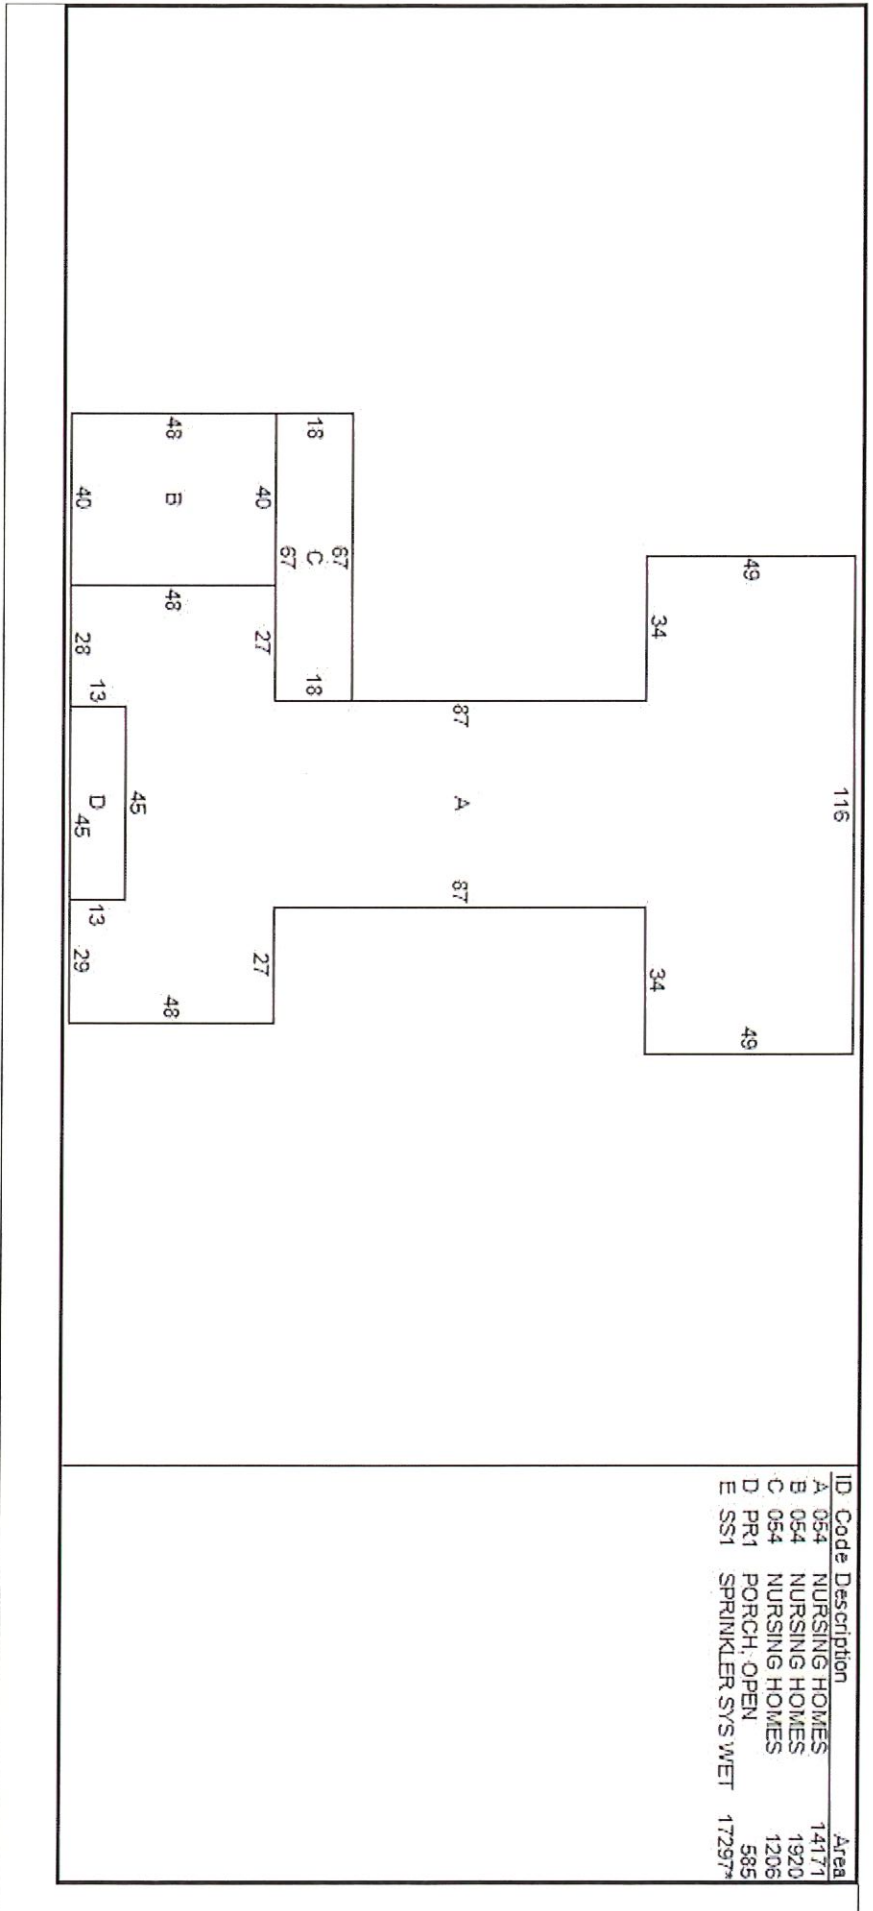 116
49
49
34
34
87
A
87
67
18
C
18
67
40
27
27
48
B
48
48
45
13
D
13
40
28
45
29
ID Code Description Area
A 054 NURSING HOMES 14171
B 054 NURSING HOMES 1920
C 054 NURSING HOMES 1206
D PR1 PORCH, OPEN 585
E SS1 SPRINKLER SYS WET 17297*